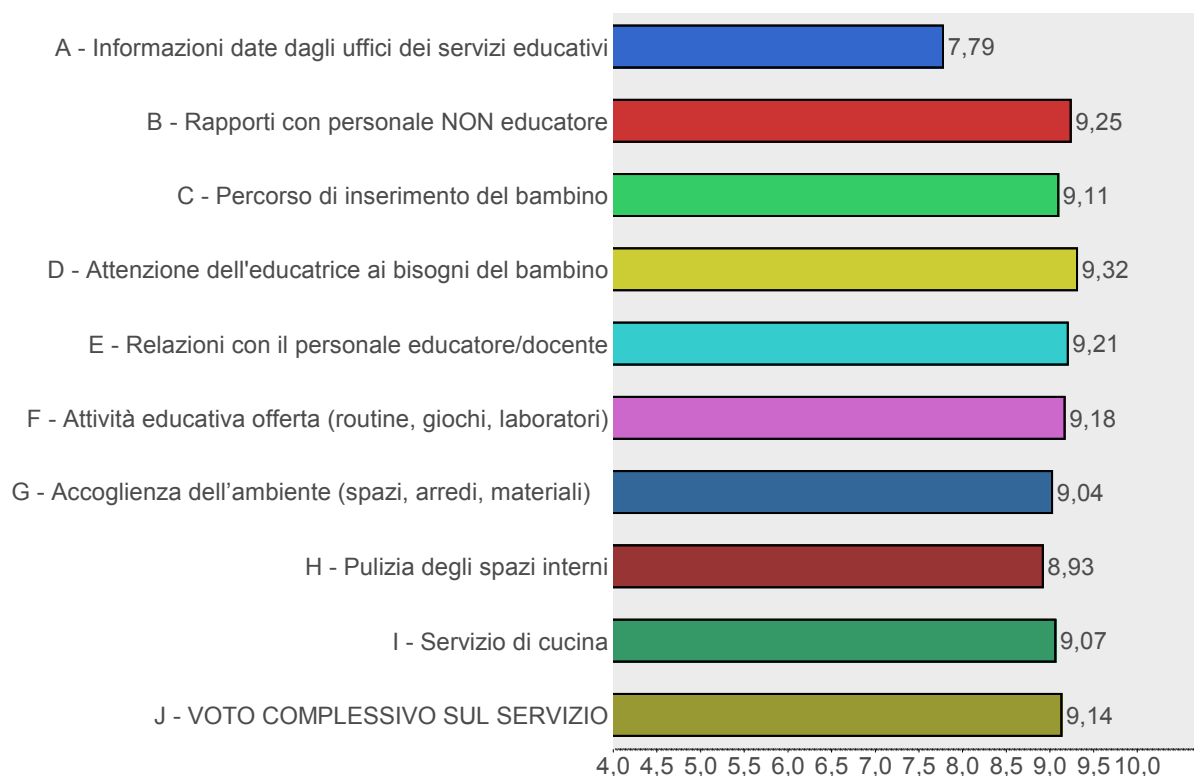 A - Informazioni date dagli uffici dei servizi educativi 7,79
B - Rapporti con personale NON educatore 9,25
C - Percorso di inserimento del bambino 9,11
D - Attenzione dell'educatrice ai bisogni del bambino 9,32
E - Relazioni con il personale educatore/docente 9,21
F - Attività educativa offerta (routine, giochi, laboratori) 9,18
G - Accoglienza dell’ambiente (spazi, arredi, materiali) 9,04
H - Pulizia degli spazi interni 8,93
I - Servizio di cucina 9,07
J - VOTO COMPLESSIVO SUL SERVIZIO 9,14
4,0 4,5 5,0 5,5 6,0 6,5 7,0 7,5 8,0 8,5 9,0 9,5 10,0